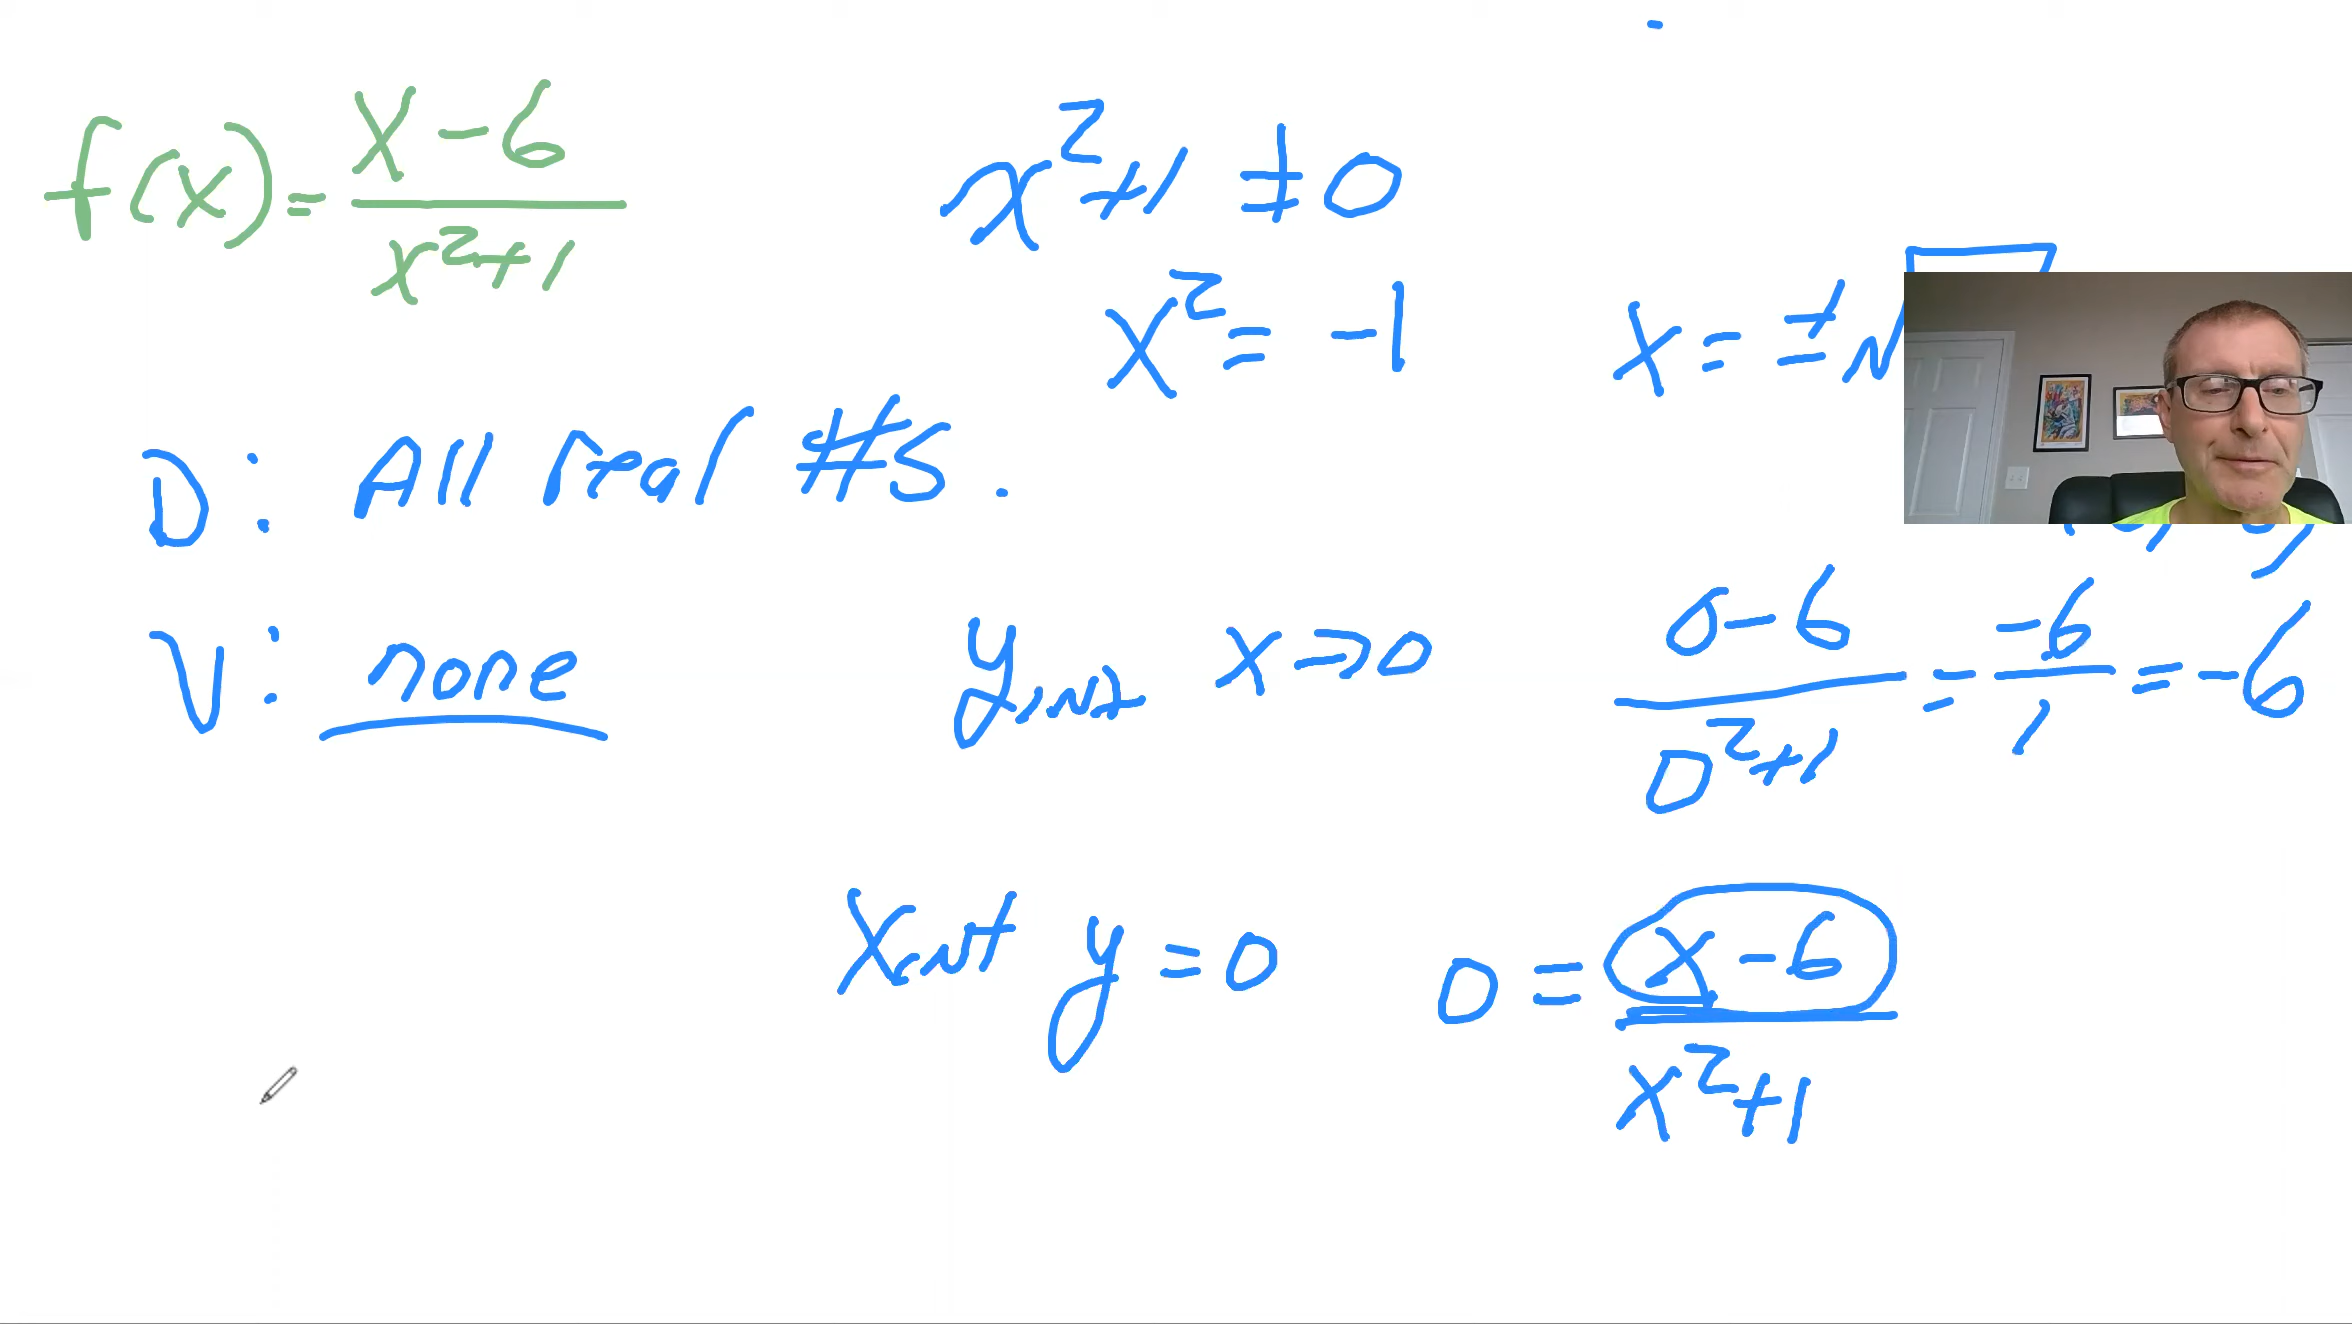 f(x) = (x-6)/(x²+1)
x²+1 ≠ 0
x² = -1
x = ±√
D: All real #s.
V: none
y int x→0
(0-6)/(0²+1) = -6/1 = -6
x int y = 0
0 = (x-6)/(x²+1)